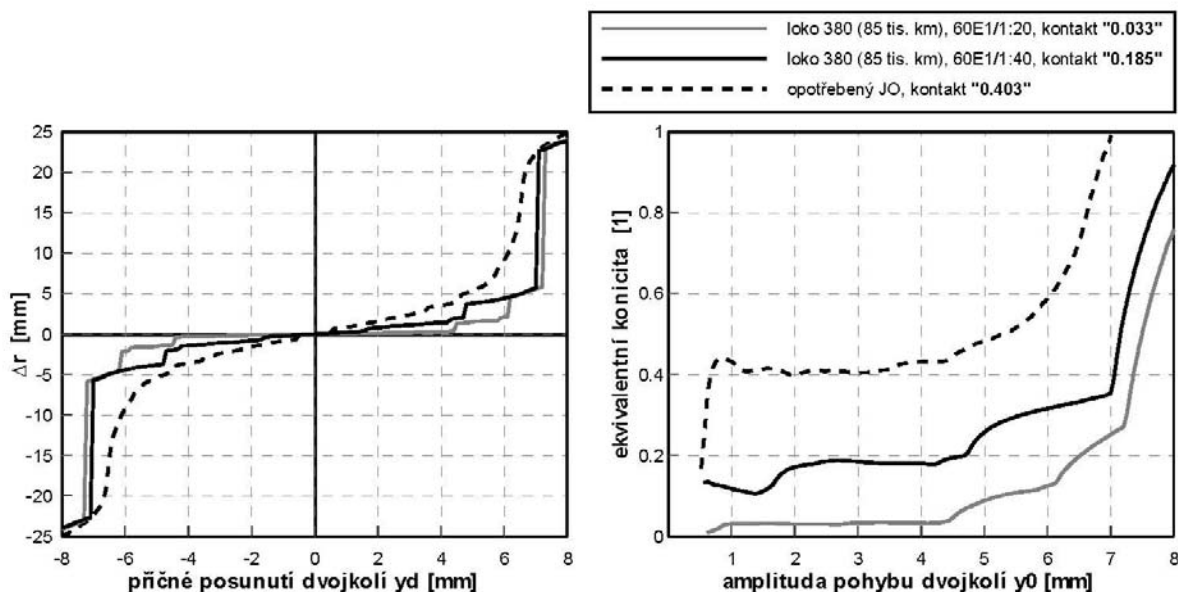 loko 380 (85 tis. km), 60E1/1:20, kontakt "0.033"
loko 380 (85 tis. km), 60E1/1:40, kontakt "0.185"
opotřebený JO, kontakt "0.403"
25
20
15
10
5
0
-5
-10
-15
-20
-25
Δr [mm]
-8 -6 -4 -2 0 2 4 6 8
příčné posunutí dvojkolí yd [mm]
1
0.8
0.6
0.4
0.2
0
ekvivalentní konicita [1]
1 2 3 4 5 6 7 8
amplituda pohybu dvojkolí y0 [mm]